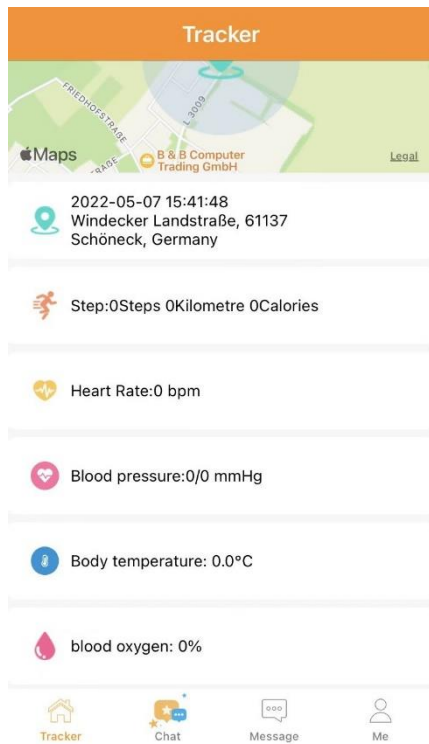 Tracker
FRIEDHOFSTRAßE
L 3009
Maps
B & B Computer
Trading GmbH
Legal
2022-05-07 15:41:48
Windecker Landstraße, 61137
Schöneck, Germany
Step:0Steps 0Kilometre 0Calories
Heart Rate:0 bpm
Blood pressure:0/0 mmHg
Body temperature: 0.0°C
blood oxygen: 0%
Tracker
Chat
Message
Me